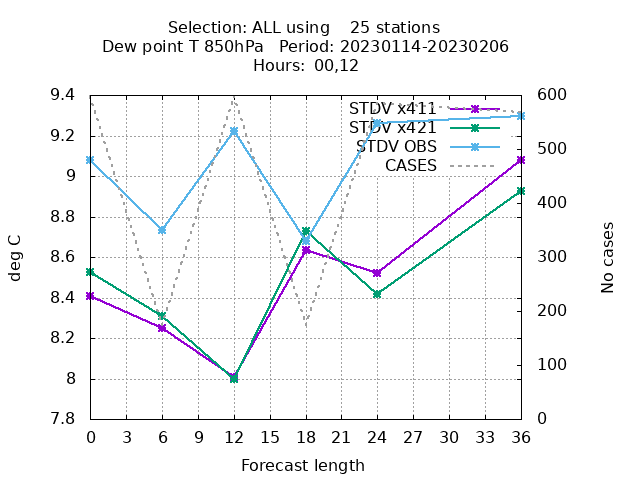 Selection: ALL using    25 stations
Dew point T 850hPa   Period: 20230114-20230206
Hours: 00,12
9.4
9.2
9
8.8
8.6
8.4
8.2
8
7.8
deg C
STDV x411
STDV x421
STDV OBS
CASES
600
500
400
300
200
100
0
No cases
0 3 6 9 12 15 18 21 24 27 30 33 36
Forecast length